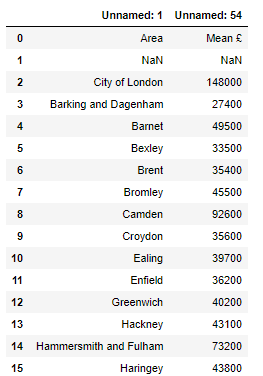 Unnamed: 1 Unnamed: 54
0 Area Mean £
1 NaN NaN
2 City of London 148000
3 Barking and Dagenham 27400
4 Barnet 49500
5 Bexley 33500
6 Brent 35400
7 Bromley 45500
8 Camden 92600
9 Croydon 35600
10 Ealing 39700
11 Enfield 36200
12 Greenwich 40200
13 Hackney 43100
14 Hammersmith and Fulham 73200
15 Haringey 43800